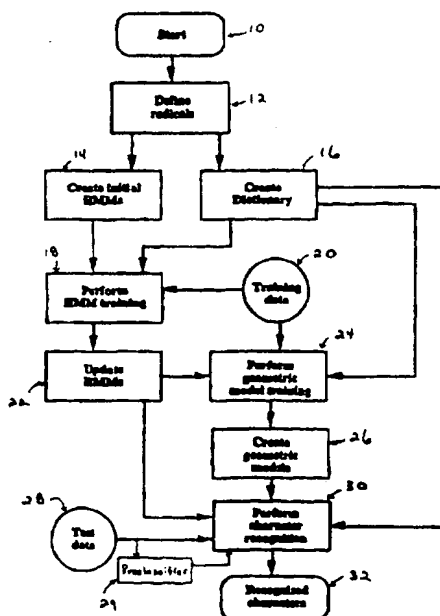 Start
10
Define
radicals
12
14
16
Create initial
HMMs
Create
Dictionary
18
20
Perform
HMM training
Training
data
24
Update
HMMs
Perform
geometric
model training
22
Create
geometric
models
26
28
30
Test
data
Perform
character
recognition
Preclassifier
29
32
Recognized
characters